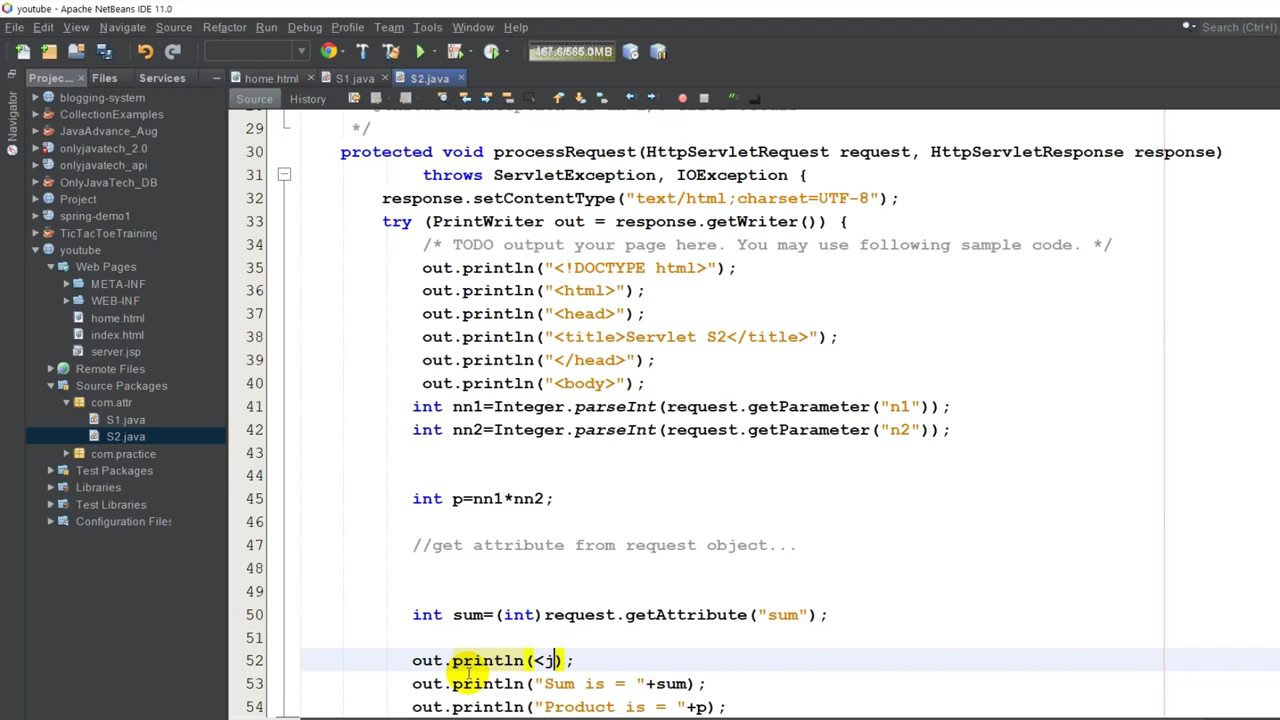 youtube - Apache NetBeans IDE 11.0
File Edit View Navigate Source Refactor Run Debug Profile Team Tools Window Help
Search (Ctrl+I)
467.6/565.0MB
Projec... Files Services
home.html S1.java S2.java
Source History
Navigator
blogging-system
CollectionExamples
JavaAdvance_Aug
onlyjavatech_2.0
onlyjavatech_api
OnlyJavaTech_DB
Project
spring-demo1
TicTacToeTraining
youtube
Web Pages
META-INF
WEB-INF
home.html
index.html
server.jsp
Remote Files
Source Packages
com.attr
S1.java
S2.java
com.practice
Test Packages
Libraries
Test Libraries
Configuration Files
29 */
30 protected void processRequest(HttpServletRequest request, HttpServletResponse response)
31 throws ServletException, IOException {
32 response.setContentType("text/html;charset=UTF-8");
33 try (PrintWriter out = response.getWriter()) {
34 /* TODO output your page here. You may use following sample code. */
35 out.println("<!DOCTYPE html>");
36 out.println("<html>");
37 out.println("<head>");
38 out.println("<title>Servlet S2</title>");
39 out.println("</head>");
40 out.println("<body>");
41 int nn1=Integer.parseInt(request.getParameter("n1"));
42 int nn2=Integer.parseInt(request.getParameter("n2"));
43
44
45 int p=nn1*nn2;
46
47 //get attribute from request object...
48
49
50 int sum=(int)request.getAttribute("sum");
51
52 out.println(<j);
53 out.println("Sum is = "+sum);
54 out.println("Product is = "+p);